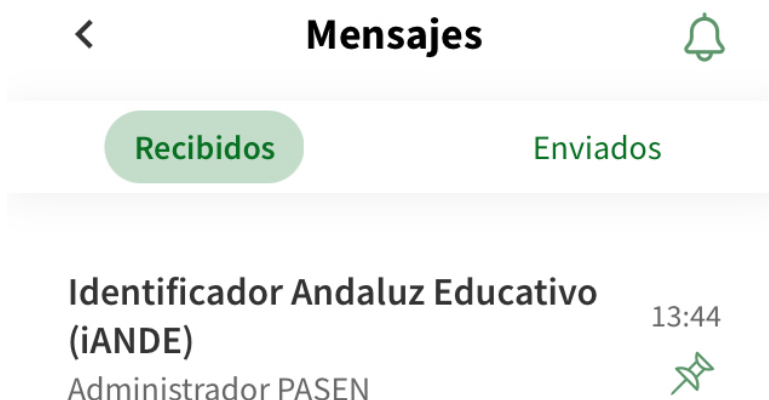 Mensajes
Recibidos
Enviados
Identificador Andaluz Educativo
(iANDE)
13:44
Administrador PASEN